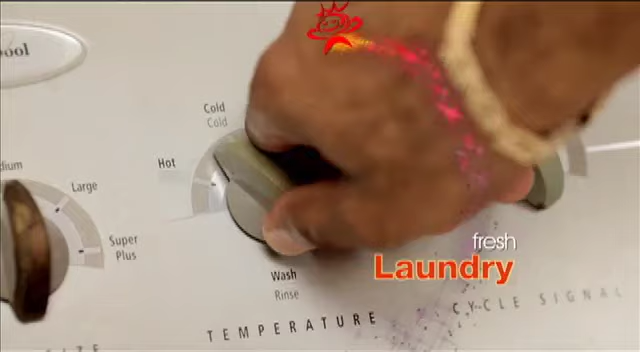 ool
Cold
Cold
Hot
dium
Large
Super
Plus
Wash
Rinse
TEMPERATURE
CYCLE SIGNAL
fresh
Laundry